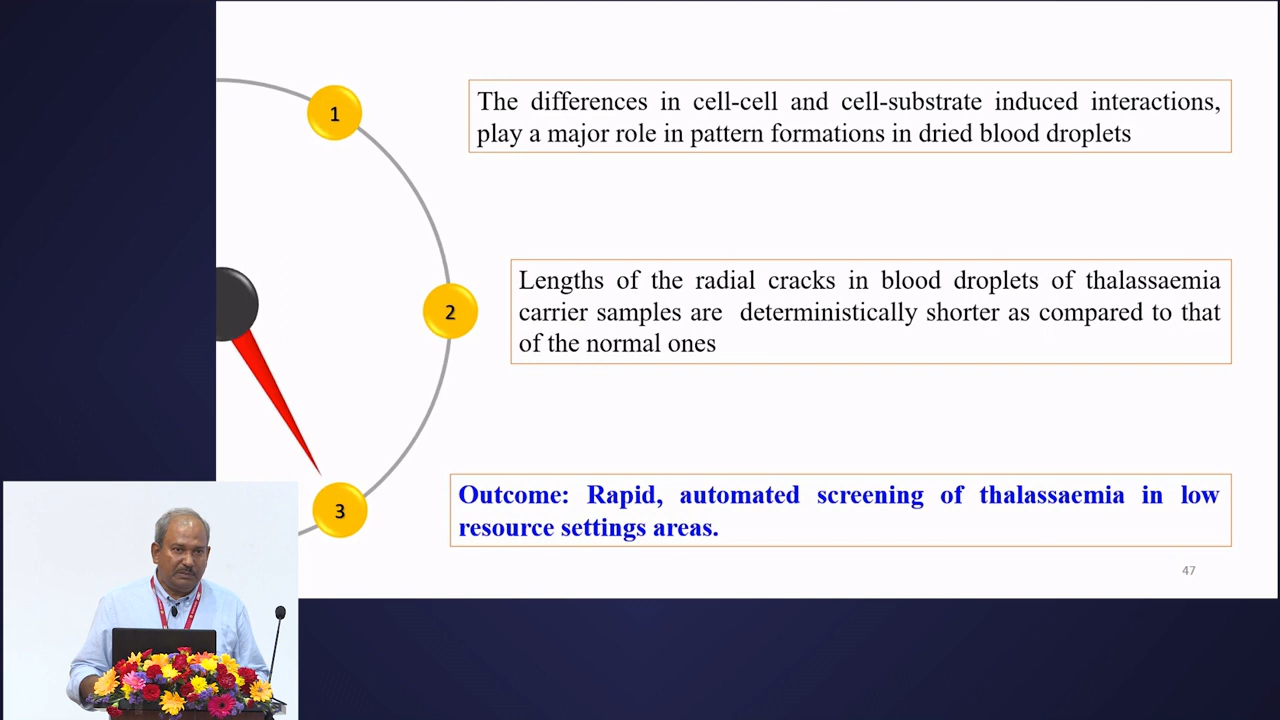 1
The differences in cell-cell and cell-substrate induced interactions,
play a major role in pattern formations in dried blood droplets
2
Lengths of the radial cracks in blood droplets of thalassaemia
carrier samples are deterministically shorter as compared to that
of the normal ones
3
Outcome: Rapid, automated screening of thalassaemia in low
resource settings areas.
47